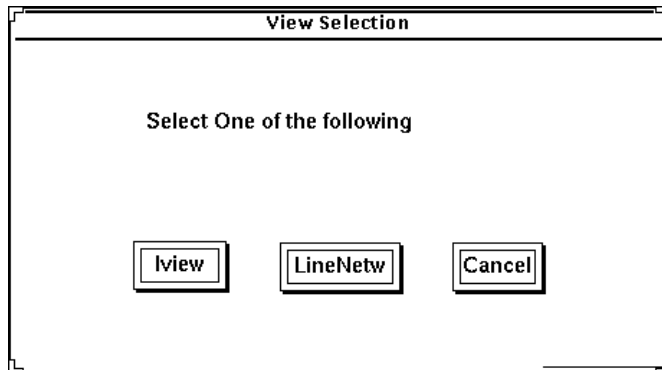 View Selection
Select One of the following
Iview
LineNetw
Cancel